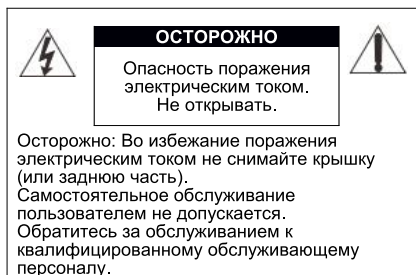 ОСТОРОЖНО
Опасность поражения
электрическим током.
Не открывать.
Осторожно: Во избежание поражения
электрическим током не снимайте крышку
(или заднюю часть).
Самостоятельное обслуживание
пользователем не допускается.
Обратитесь за обслуживанием к
квалифицированному обслуживающему
персоналу.